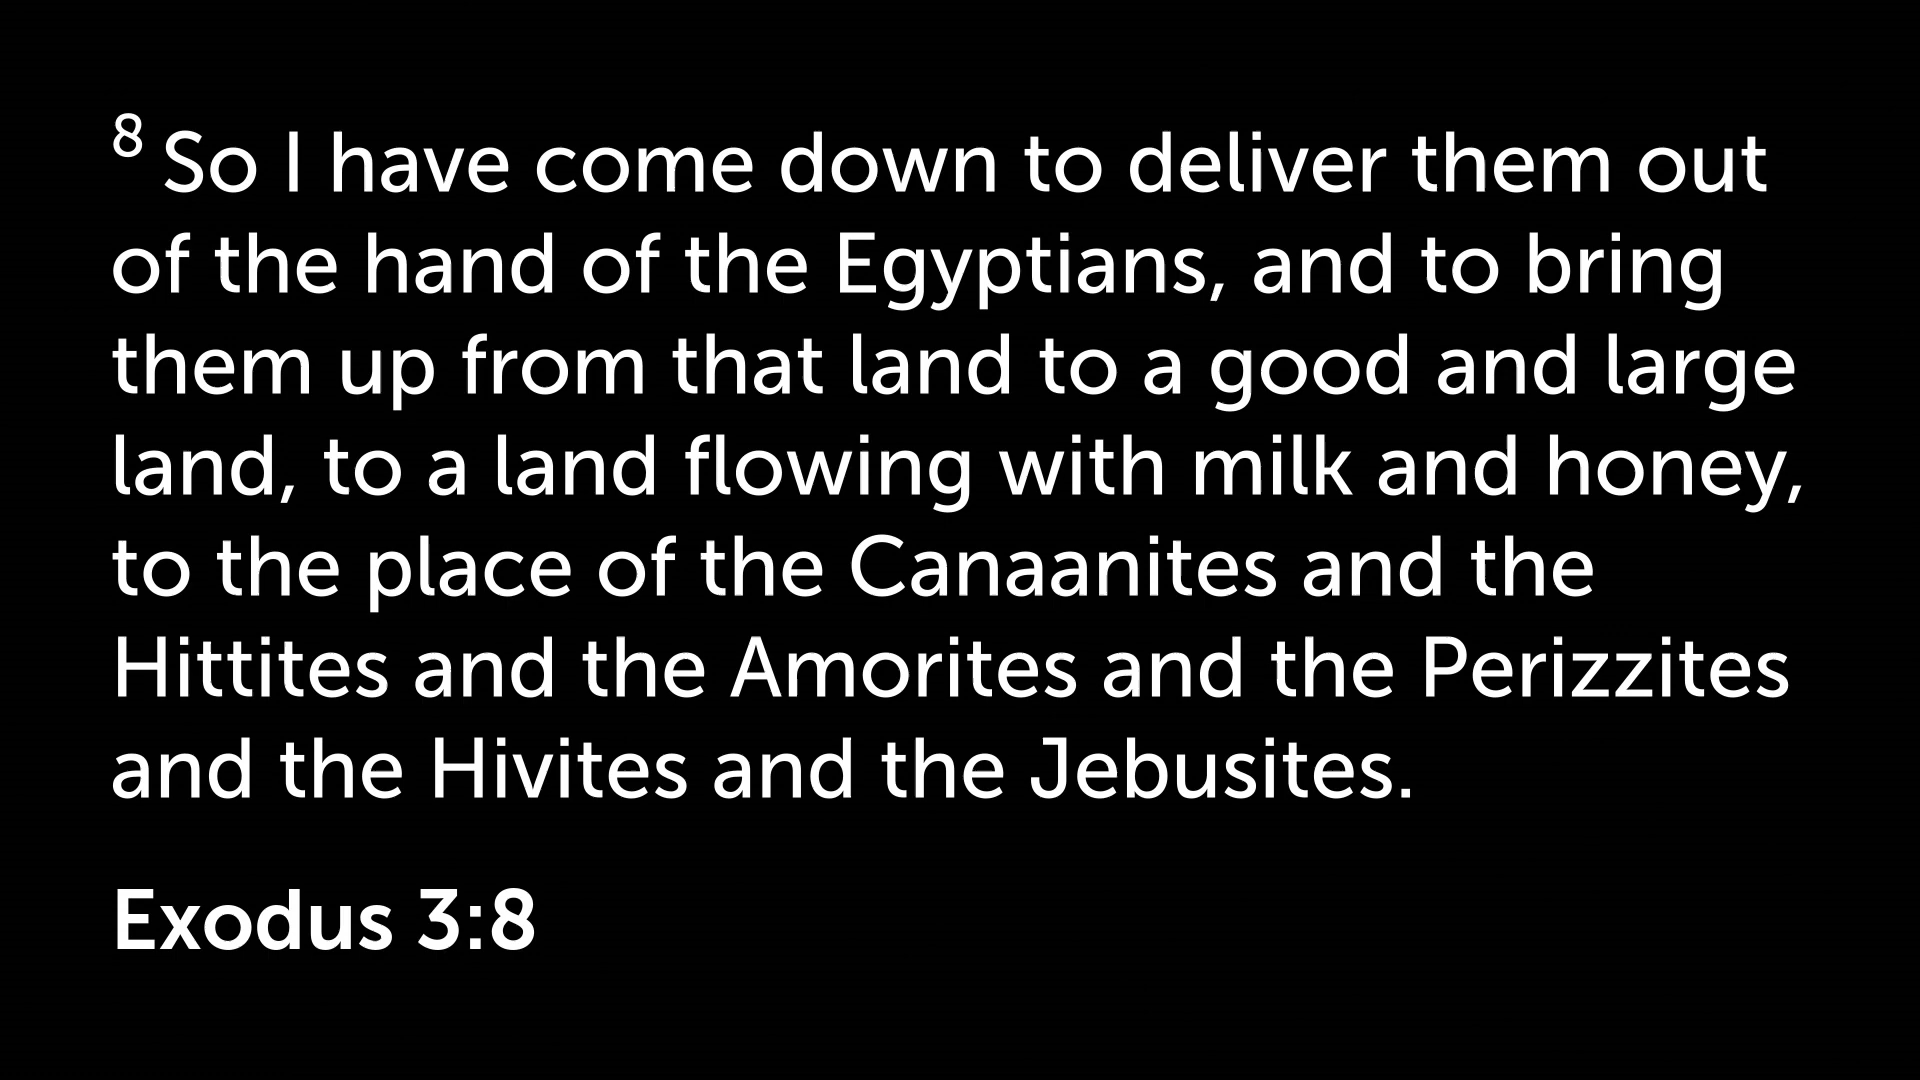 8 So I have come down to deliver them out
of the hand of the Egyptians, and to bring
them up from that land to a good and large
land, to a land flowing with milk and honey,
to the place of the Canaanites and the
Hittites and the Amorites and the Perizzites
and the Hivites and the Jebusites.
Exodus 3:8